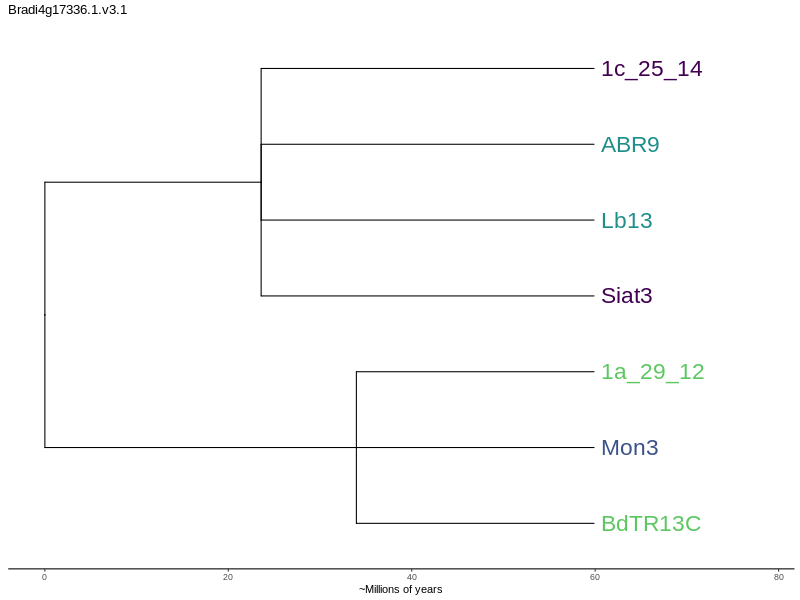 Bradi4g17336.1.v3.1
1c_25_14
ABR9
Lb13
Siat3
1a_29_12
Mon3
BdTR13C
0 20 40 60 80
~Millions of years